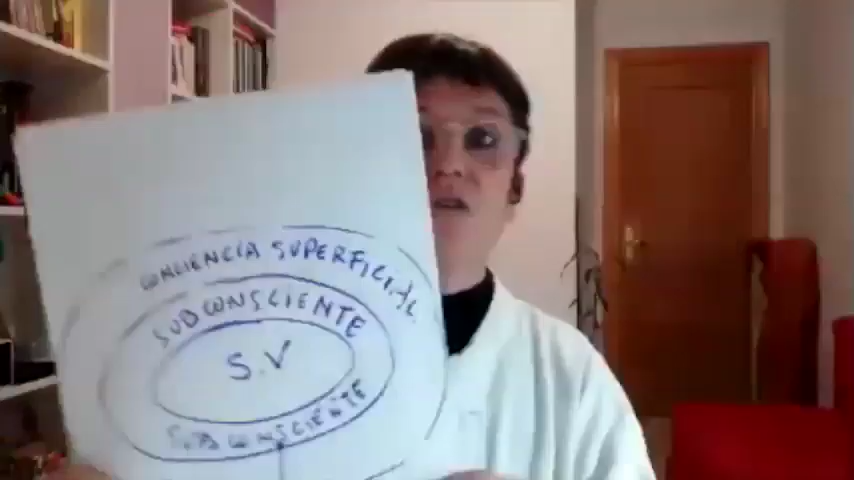 CONCIENCIA SUPERFICIAL
SUBCONSCIENTE
S.V
SUBCONSCIENTE